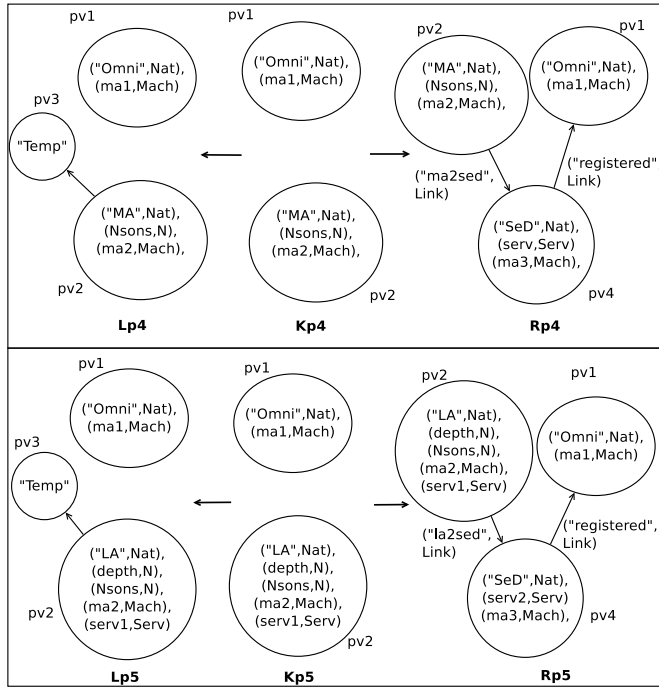 pv1
("Omni",Nat),
(ma1,Mach)
pv3
"Temp"
("MA",Nat),
(Nsons,N),
(ma2,Mach),
pv2
Lp4
pv1
("Omni",Nat),
(ma1,Mach)
("MA",Nat),
(Nsons,N),
(ma2,Mach),
pv2
Kp4
pv2
("MA",Nat),
(Nsons,N),
(ma2,Mach),
pv1
("Omni",Nat),
(ma1,Mach)
("ma2sed",
Link)
("registered",
Link)
("SeD",Nat),
(serv,Serv)
(ma3,Mach),
pv4
Rp4
pv1
("Omni",Nat),
(ma1,Mach)
pv3
"Temp"
("LA",Nat),
(depth,N),
(Nsons,N),
(ma2,Mach),
(serv1,Serv)
pv2
Lp5
pv1
("Omni",Nat),
(ma1,Mach)
("LA",Nat),
(depth,N),
(Nsons,N),
(ma2,Mach),
(serv1,Serv)
pv2
Kp5
pv2
("LA",Nat),
(depth,N),
(Nsons,N),
(ma2,Mach),
(serv1,Serv)
pv1
("Omni",Nat),
(ma1,Mach)
("la2sed",
Link)
("registered",
Link)
("SeD",Nat),
(serv2,Serv)
(ma3,Mach),
pv4
Rp5